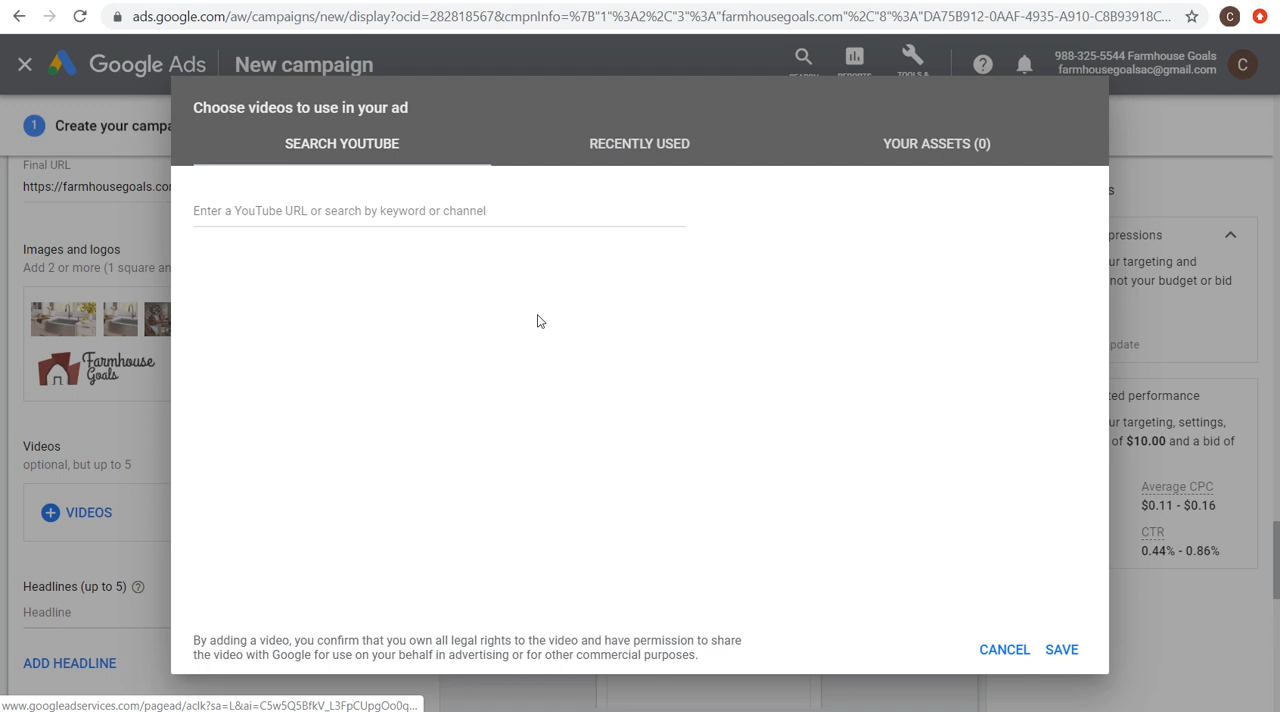 ads.google.com/aw/campaigns/new/display?ocid=282818567&cmpnInfo=%7B"1"%3A2%2C"3"%3A"farmhousegoals.com"%2C"8"%3A"DA75B912-0AAF-4935-A910-C8B93918C...
C
Google Ads
New campaign
988-325-5544 Farmhouse Goals
farmhousegoalsac@gmail.com
C
Choose videos to use in your ad
1 Create your campa
SEARCH YOUTUBE
RECENTLY USED
YOUR ASSETS (0)
Final URL
https://farmhousegoals.co
Enter a YouTube URL or search by keyword or channel
pressions
Images and logos
Add 2 or more (1 square an
ur targeting and
not your budget or bid
pdate
Farmhouse
Goals
ted performance
ur targeting, settings,
of $10.00 and a bid of
Videos
optional, but up to 5
VIDEOS
Average CPC
$0.11 - $0.16
CTR
0.44% - 0.86%
Headlines (up to 5)
Headline
By adding a video, you confirm that you own all legal rights to the video and have permission to share
the video with Google for use on your behalf in advertising or for other commercial purposes.
CANCEL
SAVE
ADD HEADLINE
www.googleadservices.com/pagead/aclk?sa=L&ai=C5w5Q5BfkV_L3FpCUpgOo0q...